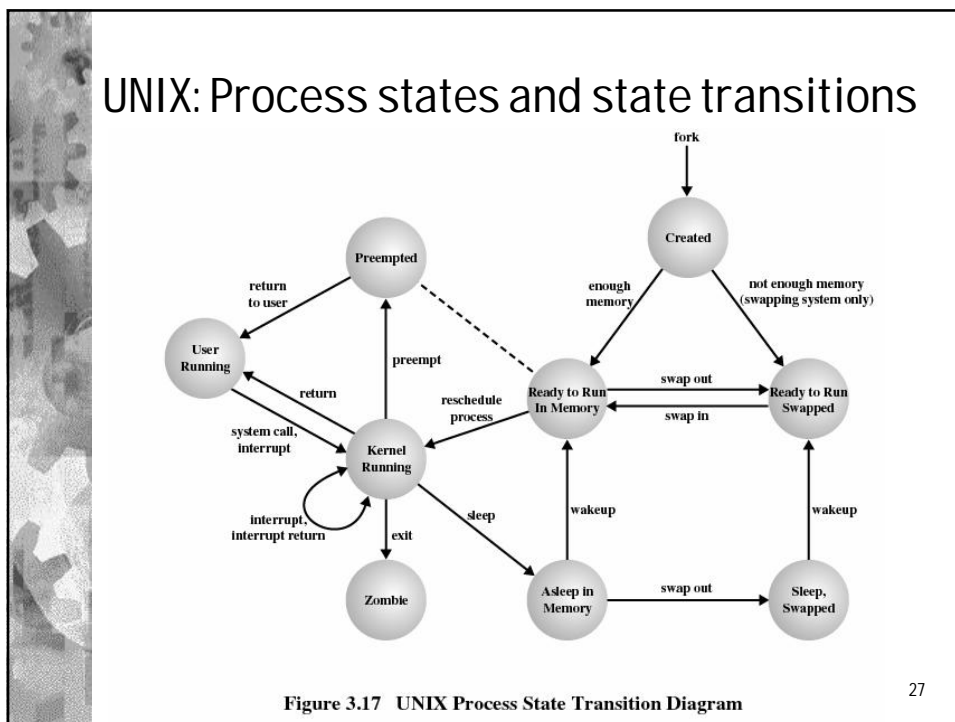 UNIX: Process states and state transitions
fork
Created
Preempted
return
to user
enough
memory
not enough memory
(swapping system only)
User
Running
preempt
return
Ready to Run
In Memory
swap out
swap in
Ready to Run
Swapped
reschedule
process
system call,
interrupt
Kernel
Running
interrupt,
interrupt return
sleep
exit
wakeup
wakeup
Zombie
Asleep in
Memory
swap out
Sleep,
Swapped
Figure 3.17 UNIX Process State Transition Diagram
27